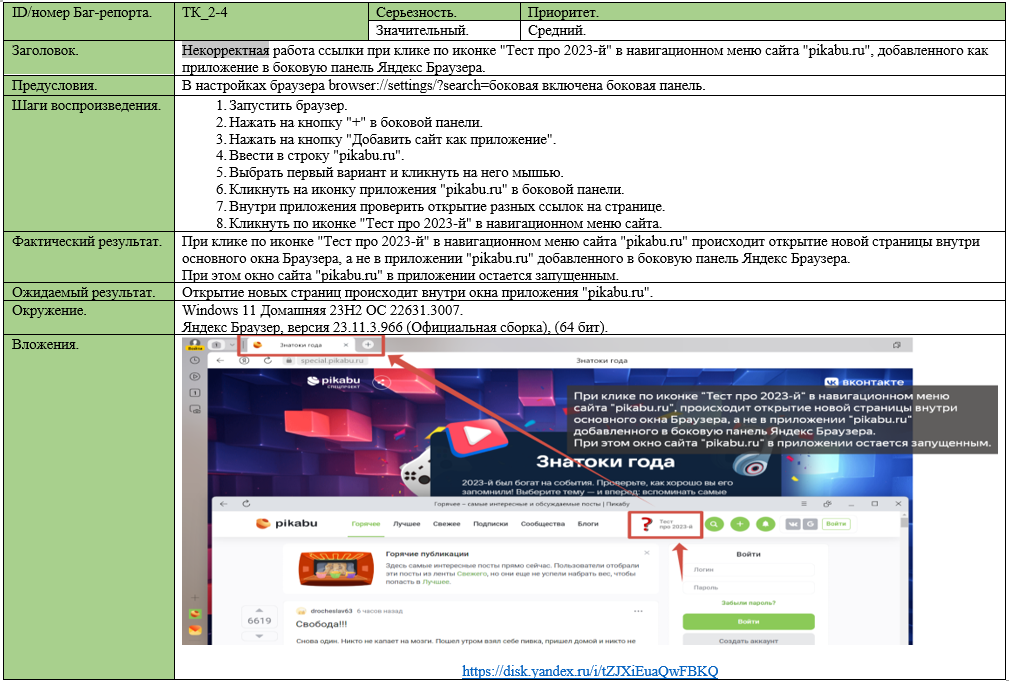 ID/номер Баг-репорта.
ТК_2-4
Серьезность.
Приоритет.
Значительный.
Средний.
Заголовок.
Некорректная работа ссылки при клике по иконке "Тест про 2023-й" в навигационном меню сайта "pikabu.ru", добавленного как
приложение в боковую панель Яндекс Браузера.
Предусловия.
В настройках браузера browser://settings/?search=боковая включена боковая панель.
Шаги воспроизведения.
1. Запустить браузер.
2. Нажать на кнопку "+" в боковой панели.
3. Нажать на кнопку "Добавить сайт как приложение".
4. Ввести в строку "pikabu.ru".
5. Выбрать первый вариант и кликнуть на него мышью.
6. Кликнуть на иконку приложения "pikabu.ru" в боковой панели.
7. Внутри приложения проверить открытие разных ссылок на странице.
8. Кликнуть по иконке "Тест про 2023-й" в навигационном меню сайта.
Фактический результат.
При клике по иконке "Тест про 2023-й" в навигационном меню сайта "pikabu.ru" происходит открытие новой страницы внутри
основного окна Браузера, а не в приложении "pikabu.ru" добавленного в боковую панель Яндекс Браузера.
При этом окно сайта "pikabu.ru" в приложении остается запущенным.
Ожидаемый результат.
Открытие новых страниц происходит внутри окна приложения "pikabu.ru".
Окружение.
Windows 11 Домашняя 23H2 ОС 22631.3007.
Яндекс Браузер, версия 23.11.3.966 (Официальная сборка), (64 бит).
Вложения.
Знатоки года
special.pikabu.ru
Знатоки года
pikabu
СПЕЦПРОЕКТ
вконтакте
При клике по иконке "Тест про 2023-й" в навигационном меню
сайта "pikabu.ru", происходит открытие новой страницы внутри
основного окна Браузера, а не в приложении "pikabu.ru"
добавленного в боковую панель Яндекс Браузера.
При этом окно сайта "pikabu.ru" в приложении остается запущенным.
Знатоки года
2023-й был богат на события. Проверьте, как хорошо вы его
запомнили! Выберите тему — и вперед: вспоминать самые
Горячее – самые интересные и обсуждаемые посты | Пикабу
pikabu
Горячее
Лучшее
Свежее
Подписки
Сообщества
Блоги
?
Тест
про 2023-й
Войти
Горячие публикации
Здесь самые интересные посты прямо сейчас. Пользователи отобрали
эти посты из ленты Свежего, но они еще не успели набрать вес, чтобы
попасть в Лучшее.
Войти
Логин
Пароль
Забыли пароль?
Войти
Создать аккаунт
6619
drocheslav63 6 часов назад
Свобода!!!
Снова один. Никто не капает на мозги. Пошел утром взял себе пивка, пришел домой и никто не
https://disk.yandex.ru/i/tZJXiEuaQwFBKQ